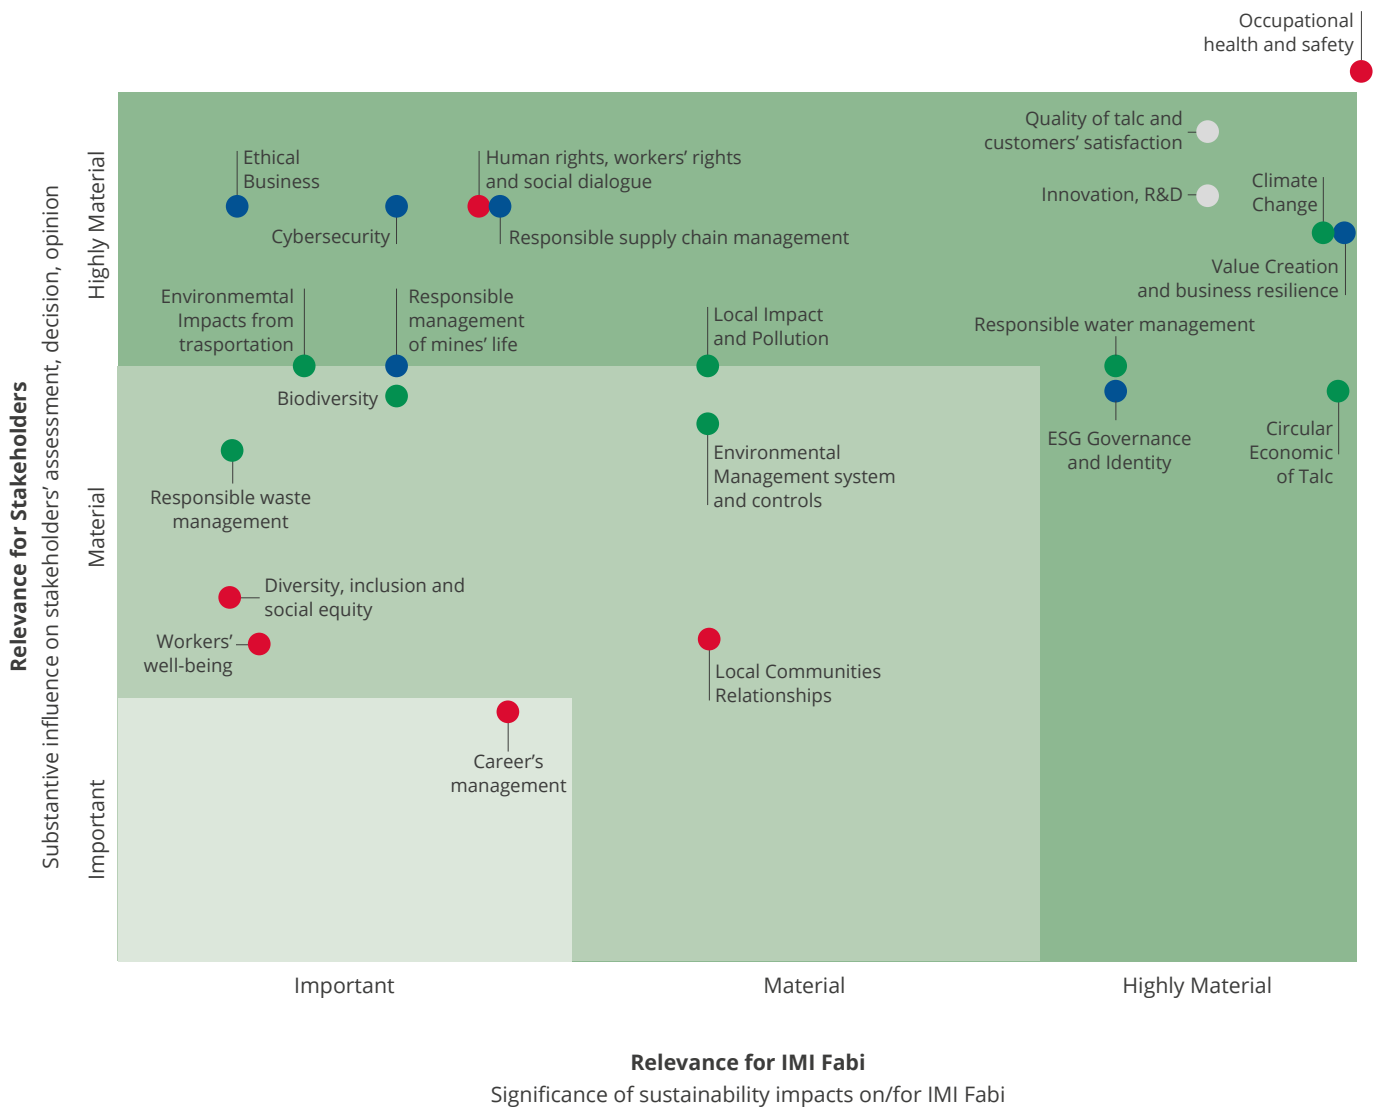 Occupational
health and safety
Quality of talc and
customers’ satisfaction
Ethical
Business
Human rights, workers’ rights
and social dialogue
Innovation, R&D
Climate
Change
Cybersecurity
Responsible supply chain management
Value Creation
and business resilience
Environmemtal
Impacts from
trasportation
Responsible
management
of mines’ life
Local Impact
and Pollution
Responsible water management
Biodiversity
Environmental
Management system
and controls
ESG Governance
and Identity
Circular
Economic
of Talc
Responsible waste
management
Diversity, inclusion and
social equity
Workers’
well-being
Local Communities
Relationships
Career’s
management
Relevance for Stakeholders
Substantive influence on stakeholders’ assessment, decision, opinion
Highly Material
Material
Important
Important
Material
Highly Material
Relevance for IMI Fabi
Significance of sustainability impacts on/for IMI Fabi